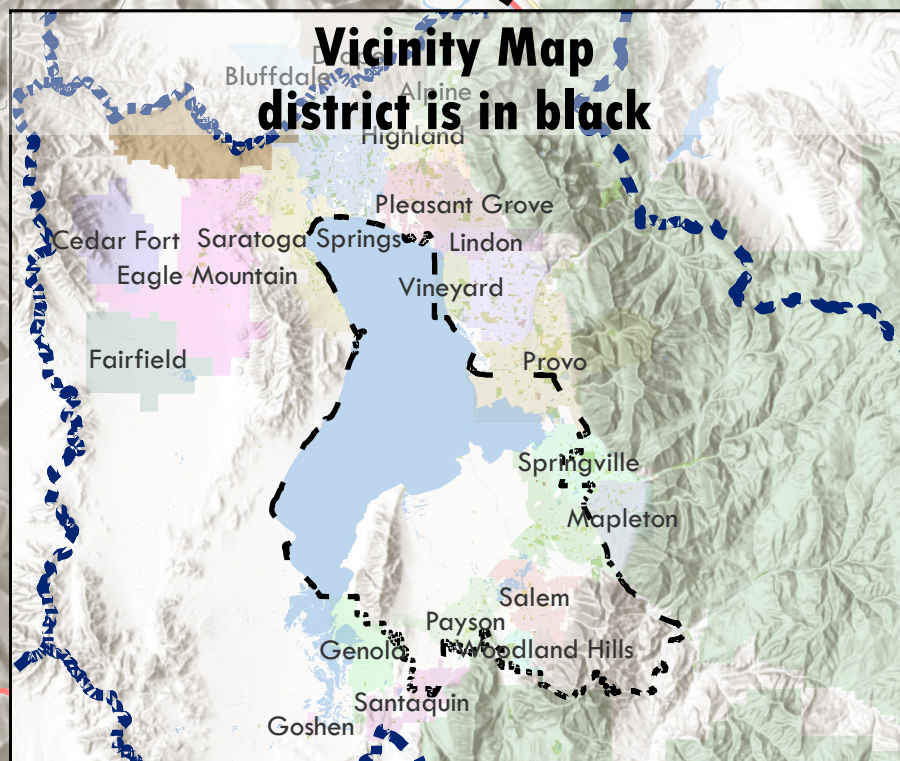 Vicinity Map
district is in black
Draper
Bluffdale
Alpine
Highland
Pleasant Grove
Cedar Fort
Saratoga Springs
Lindon
Eagle Mountain
Vineyard
Fairfield
Provo
Springville
Mapleton
Salem
Payson
Genola
Woodland Hills
Santaquin
Goshen